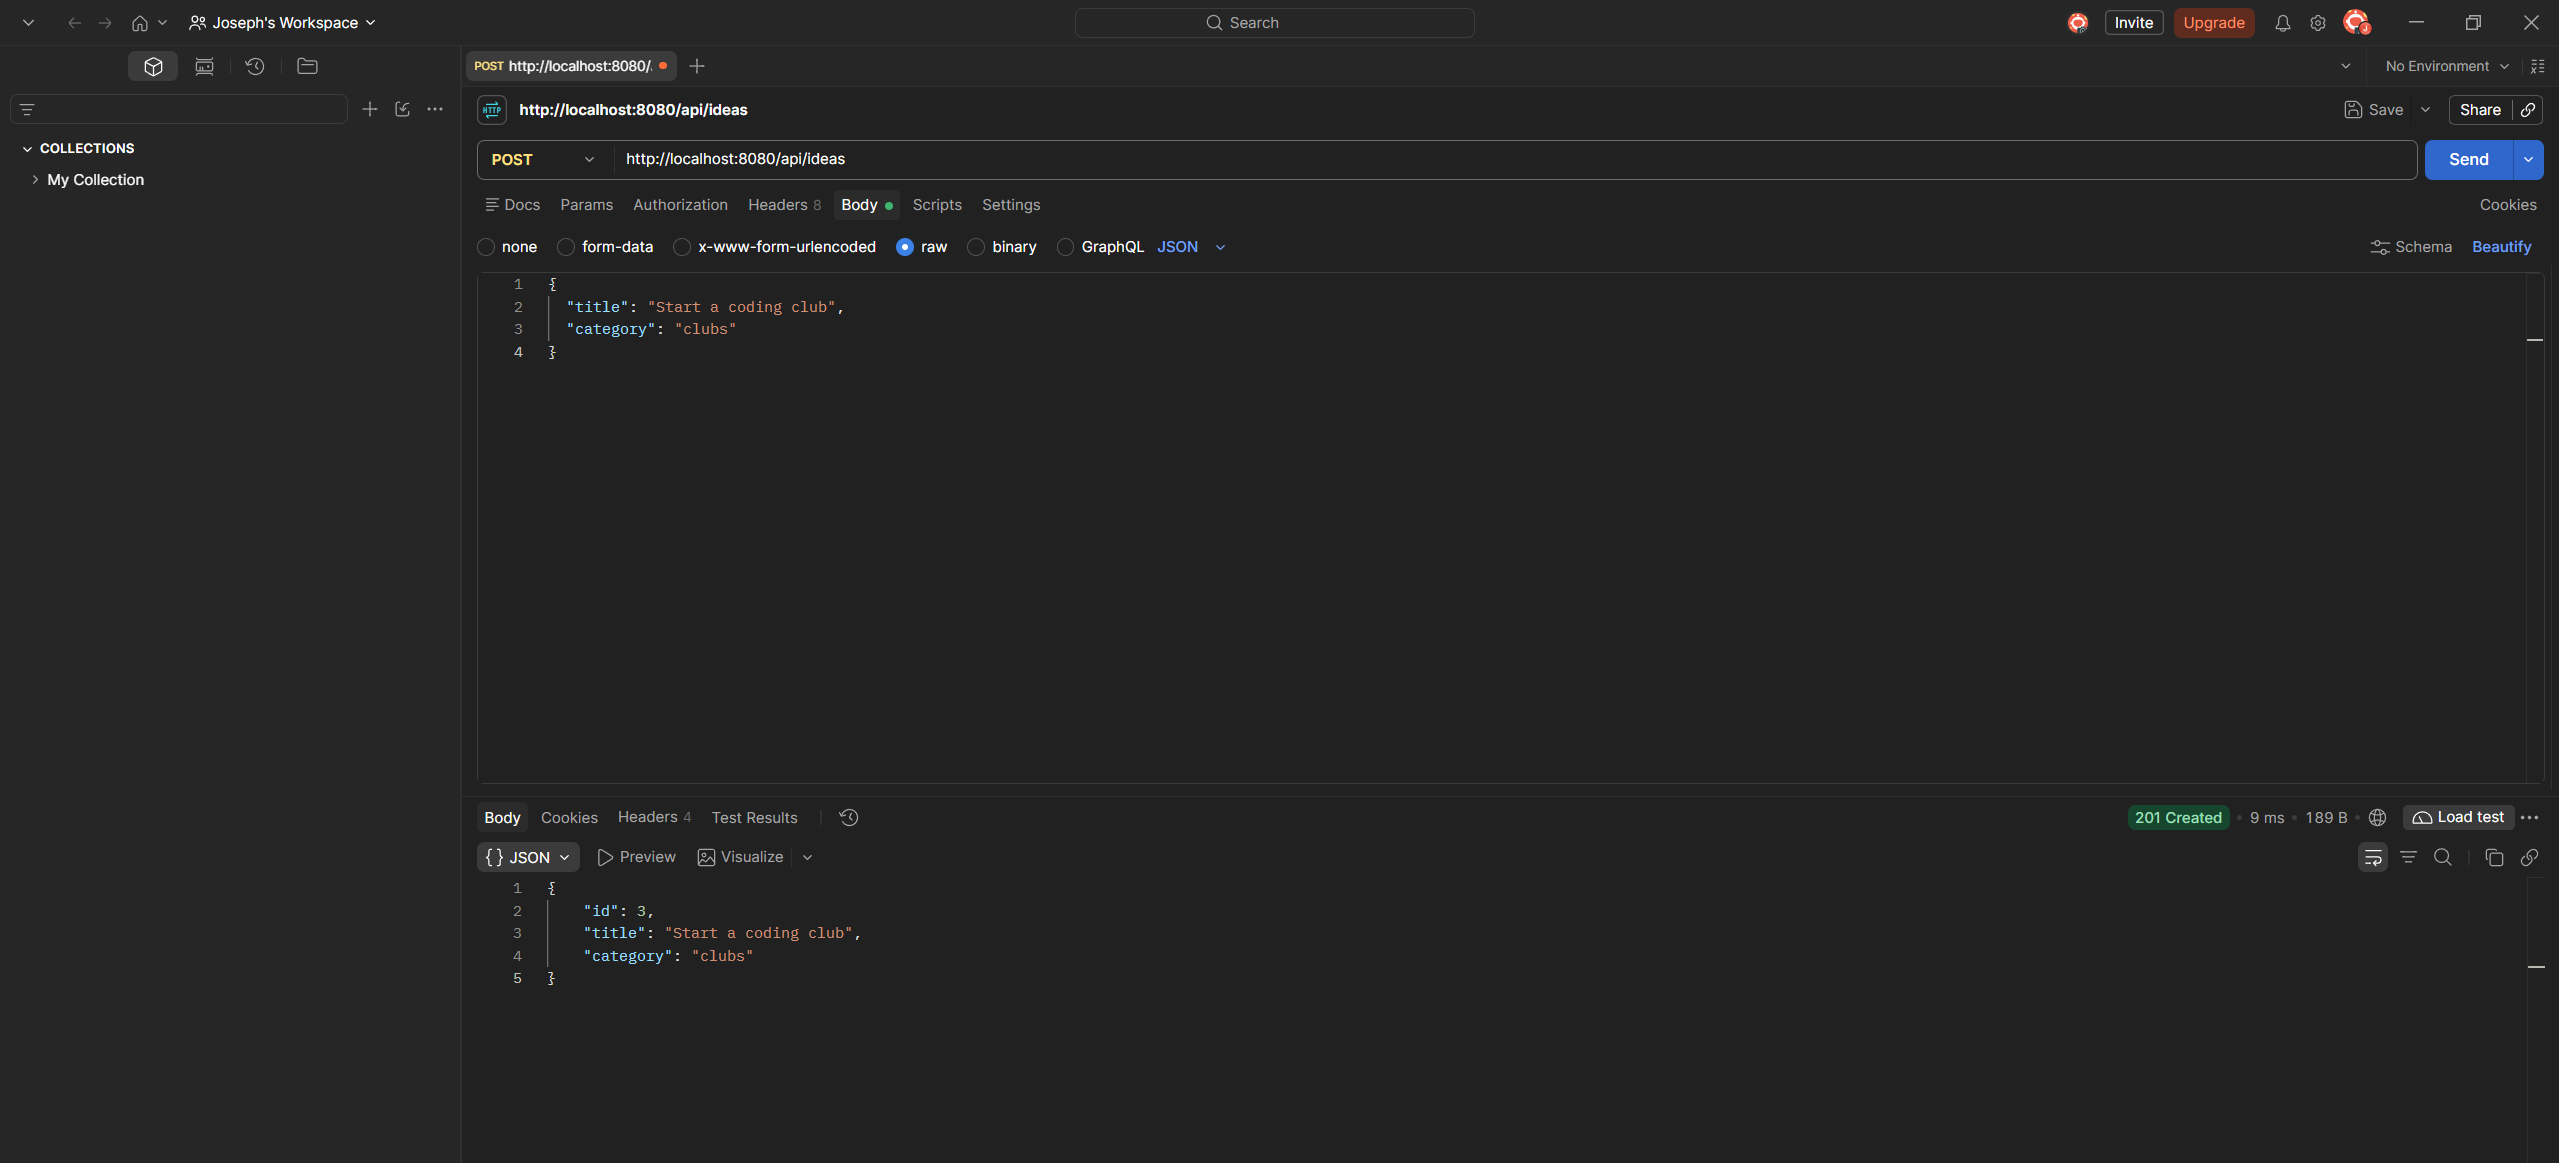 Joseph's Workspace
Search
Invite
Upgrade
POST http://localhost:8080/.
No Environment
http://localhost:8080/api/ideas
Save
Share
COLLECTIONS
My Collection
POST
http://localhost:8080/api/ideas
Send
Docs
Params
Authorization
Headers 8
Body
Scripts
Settings
Cookies
none
form-data
x-www-form-urlencoded
raw
binary
GraphQL
JSON
Schema
Beautify
1 {
2 "title": "Start a coding club",
3 "category": "clubs"
4 }
Body
Cookies
Headers 4
Test Results
201 Created
9 ms
189 B
Load test
{} JSON
Preview
Visualize
1 {
2 "id": 3,
3 "title": "Start a coding club",
4 "category": "clubs"
5 }